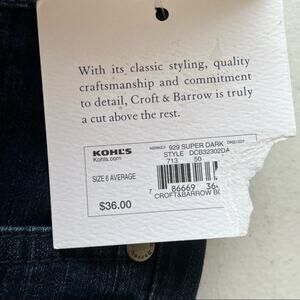 With its classic styling, quality
craftsmanship and commitment
to detail, Croft & Barrow is truly
a cut above the rest.
KOHL'S
Kohls.com
929 SUPER DARK
STYLE DCB32302DA
713 50
SIZE 6 AVERAGE
7 86669 36
CROFT&BARROW
$36.00